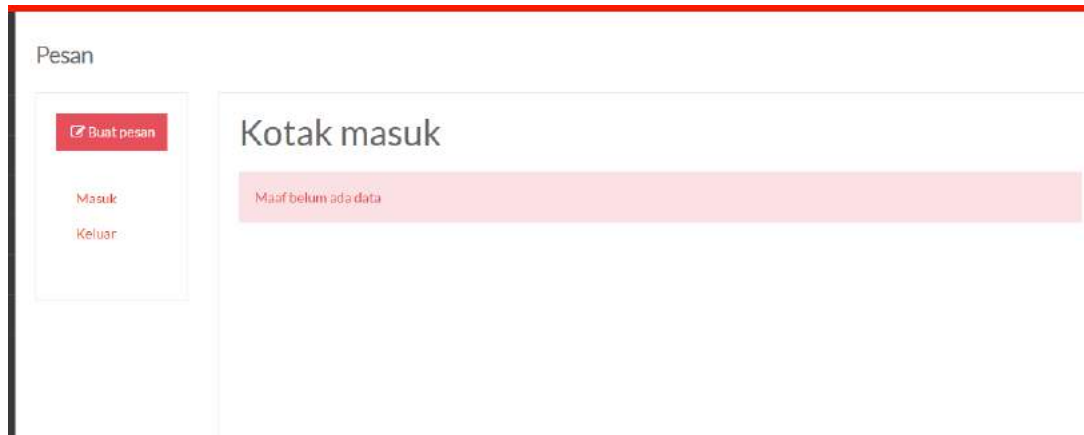 Pesan
Buat pesan
Masuk
Keluar
Kotak masuk
Maaf belum ada data